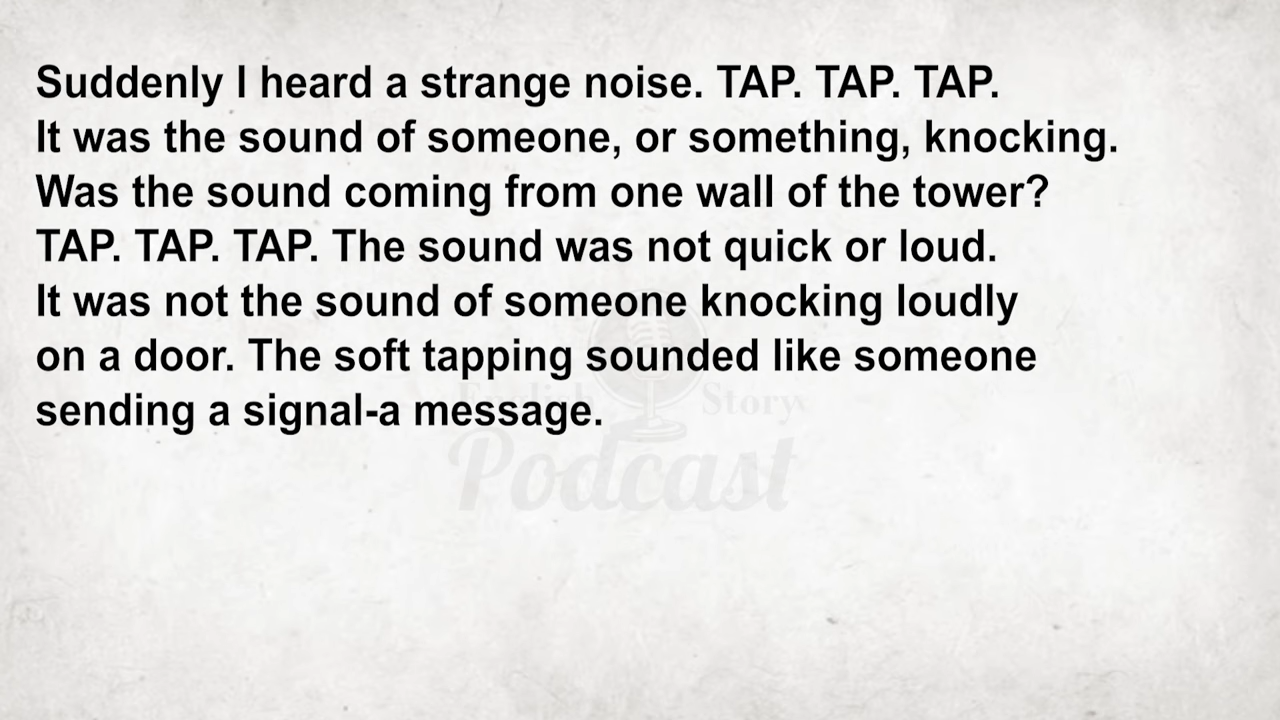 Suddenly I heard a strange noise. TAP. TAP. TAP.
It was the sound of someone, or something, knocking.
Was the sound coming from one wall of the tower?
TAP. TAP. TAP. The sound was not quick or loud.
It was not the sound of someone knocking loudly
on a door. The soft tapping sounded like someone
sending a signal-a message.
English Story
Podcast